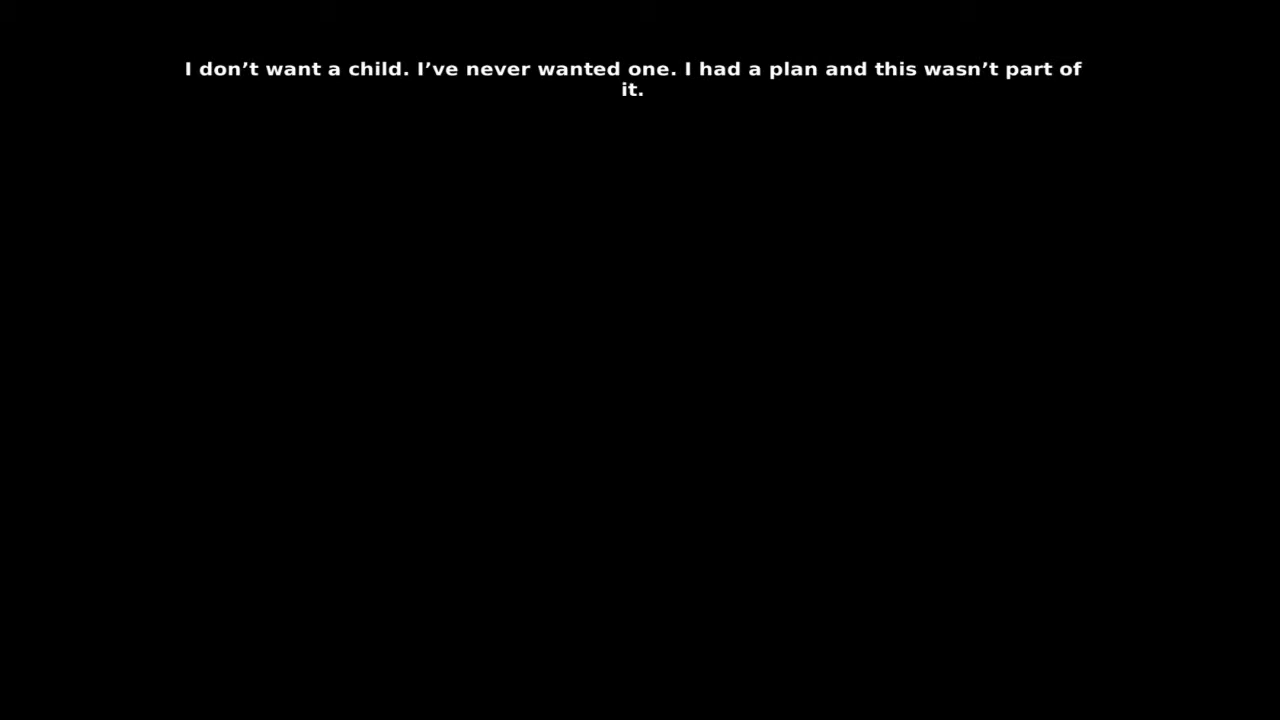 I don’t want a child. I’ve never wanted one. I had a plan and this wasn’t part of
it.